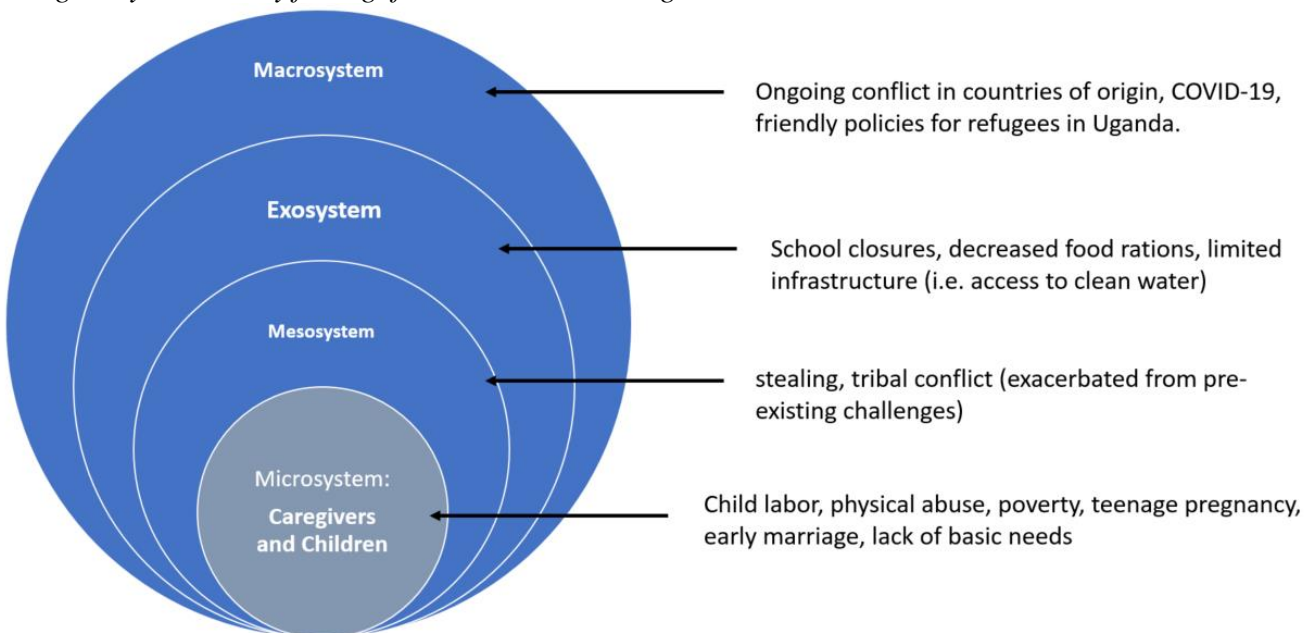 Macrosystem
Ongoing conflict in countries of origin, COVID-19,
friendly policies for refugees in Uganda.
Exosystem
School closures, decreased food rations, limited
infrastructure (i.e. access to clean water)
Mesosystem
stealing, tribal conflict (exacerbated from pre-
existing challenges)
Microsystem:
Caregivers
and Children
Child labor, physical abuse, poverty, teenage pregnancy,
early marriage, lack of basic needs